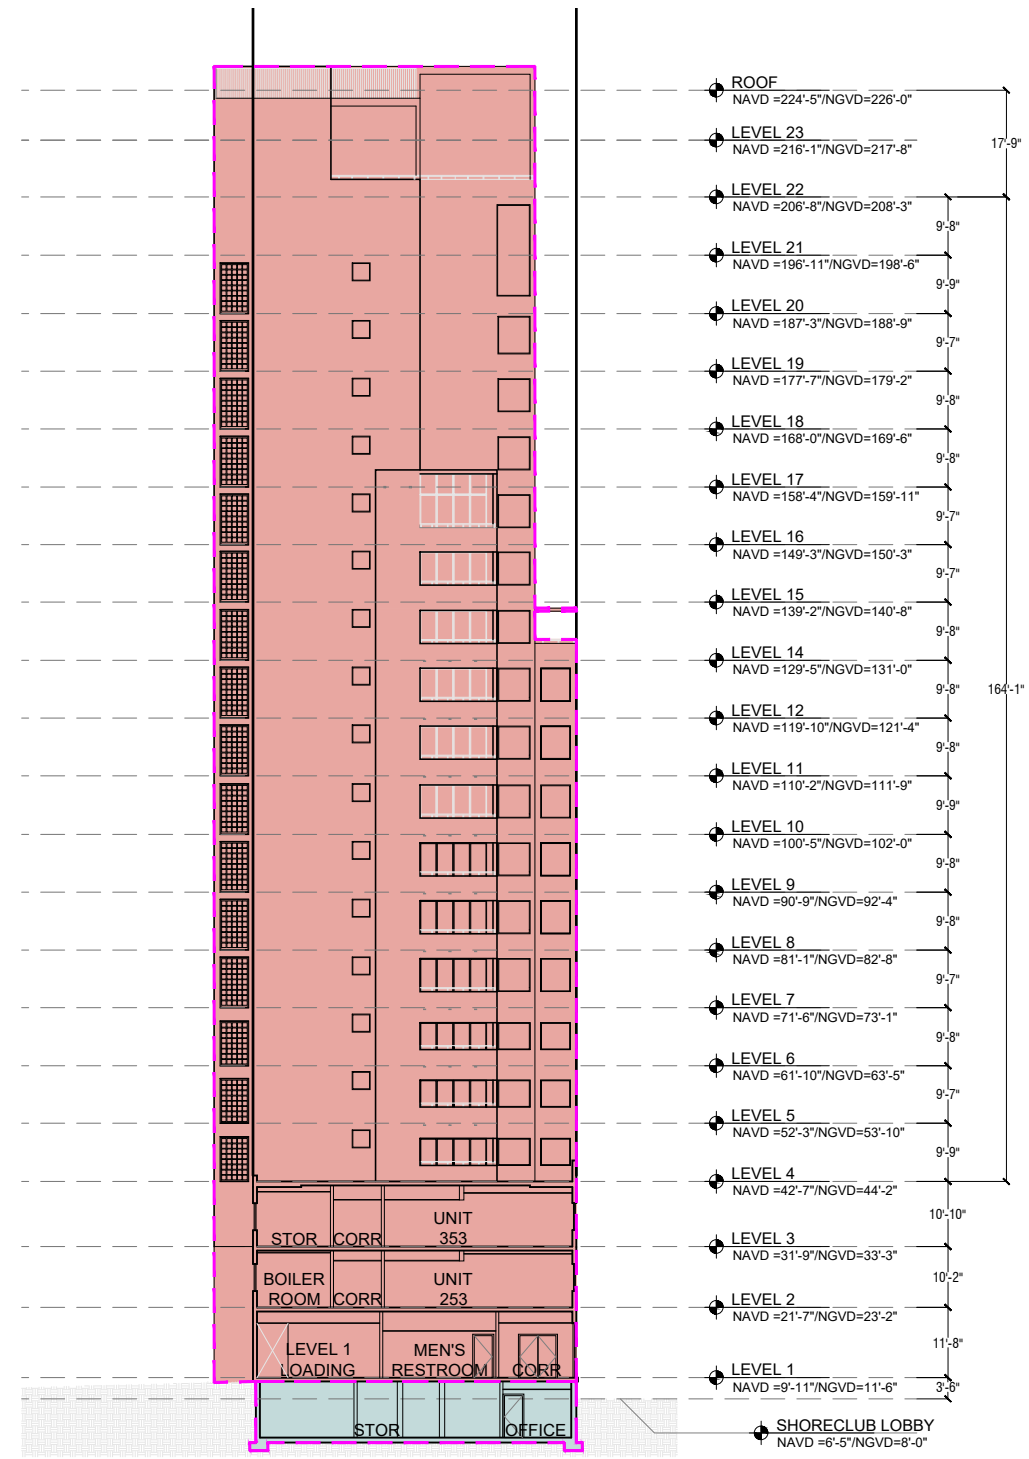 ROOF
NAVD =224'-5"/NGVD=226'-0"
LEVEL 23
NAVD =216'-1"/NGVD=217'-8"
17'-9"
LEVEL 22
NAVD =206'-8"/NGVD=208'-3"
9'-8"
LEVEL 21
NAVD =196'-11"/NGVD=198'-6"
9'-9"
LEVEL 20
NAVD =187'-3"/NGVD=188'-9"
9'-7"
LEVEL 19
NAVD =177'-7"/NGVD=179'-2"
9'-8"
LEVEL 18
NAVD =168'-0"/NGVD=169'-6"
9'-8"
LEVEL 17
NAVD =158'-4"/NGVD=159'-11"
9'-7"
LEVEL 16
NAVD =149'-3"/NGVD=150'-3"
9'-7"
LEVEL 15
NAVD =139'-2"/NGVD=140'-8"
9'-8"
LEVEL 14
NAVD =129'-5"/NGVD=131'-0"
9'-8"
164'-1"
LEVEL 12
NAVD =119'-10"/NGVD=121'-4"
9'-8"
LEVEL 11
NAVD =110'-2"/NGVD=111'-9"
9'-9"
LEVEL 10
NAVD =100'-5"/NGVD=102'-0"
9'-8"
LEVEL 9
NAVD =90'-9"/NGVD=92'-4"
9'-8"
LEVEL 8
NAVD =81'-1"/NGVD=82'-8"
9'-7"
LEVEL 7
NAVD =71'-6"/NGVD=73'-1"
9'-8"
LEVEL 6
NAVD =61'-10"/NGVD=63'-5"
9'-7"
LEVEL 5
NAVD =52'-3"/NGVD=53'-10"
9'-9"
LEVEL 4
NAVD =42'-7"/NGVD=44'-2"
10'-10"
LEVEL 3
NAVD =31'-9"/NGVD=33'-3"
10'-2"
LEVEL 2
NAVD =21'-7"/NGVD=23'-2"
11'-8"
LEVEL 1
NAVD =9'-11"/NGVD=11'-6"
3'-6"
SHORECLUB LOBBY
NAVD =6'-5"/NGVD=8'-0"
STOR
CORR
UNIT
353
BOILER
ROOM
CORR
UNIT
253
LEVEL 1
LOADING
MEN'S
RESTROOM
CORR
STOR
OFFICE